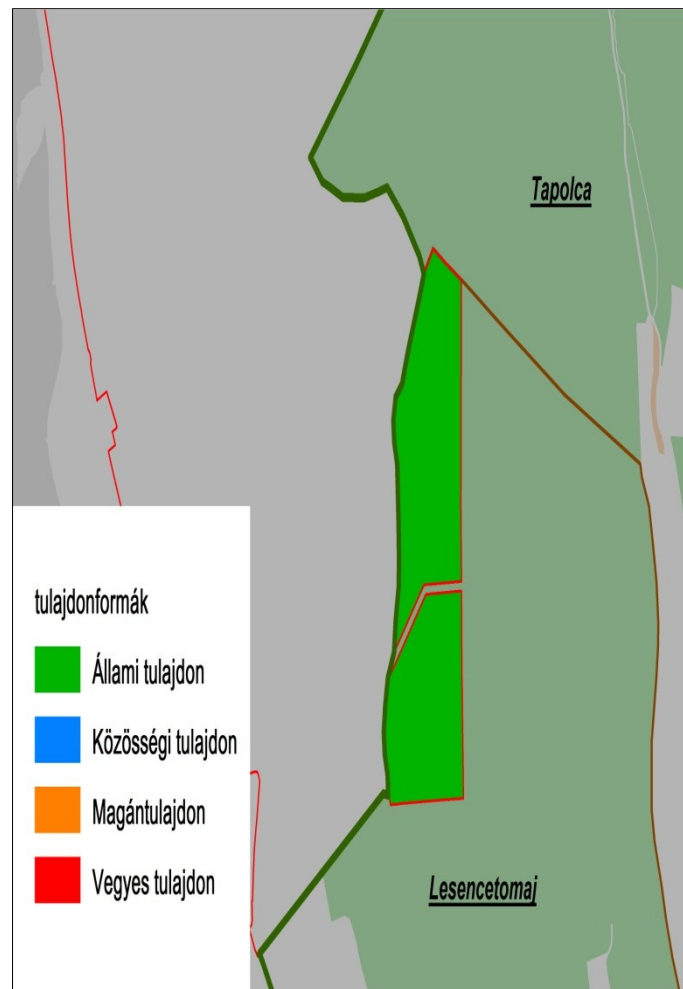 Tapolca
tulajdonformák
Állami tulajdon
Közösségi tulajdon
Magántulajdon
Vegyes tulajdon
Lesencetomaj